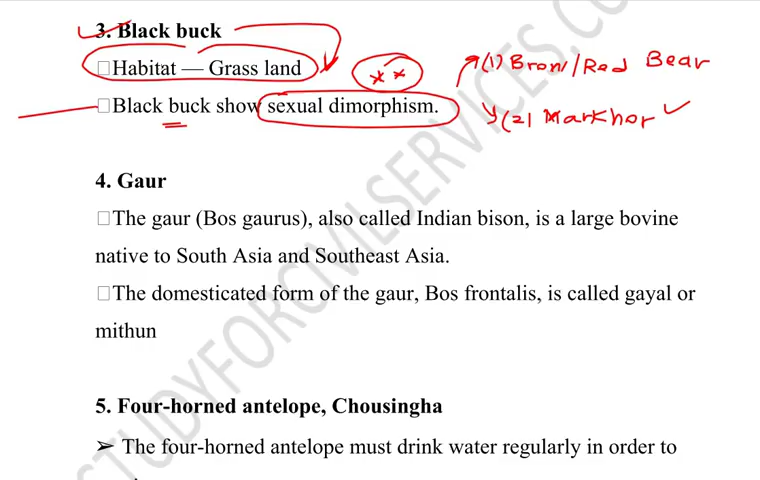 3. Black buck
□Habitat — Grass land
(1) Bron/Red Bear
□Black buck show sexual dimorphism.
(2) Markhor
4. Gaur
□The gaur (Bos gaurus), also called Indian bison, is a large bovine
native to South Asia and Southeast Asia.
□The domesticated form of the gaur, Bos frontalis, is called gayal or
mithun
5. Four-horned antelope, Chousingha
➢ The four-horned antelope must drink water regularly in order to
STUDYFORCIVILSERVICES.CO